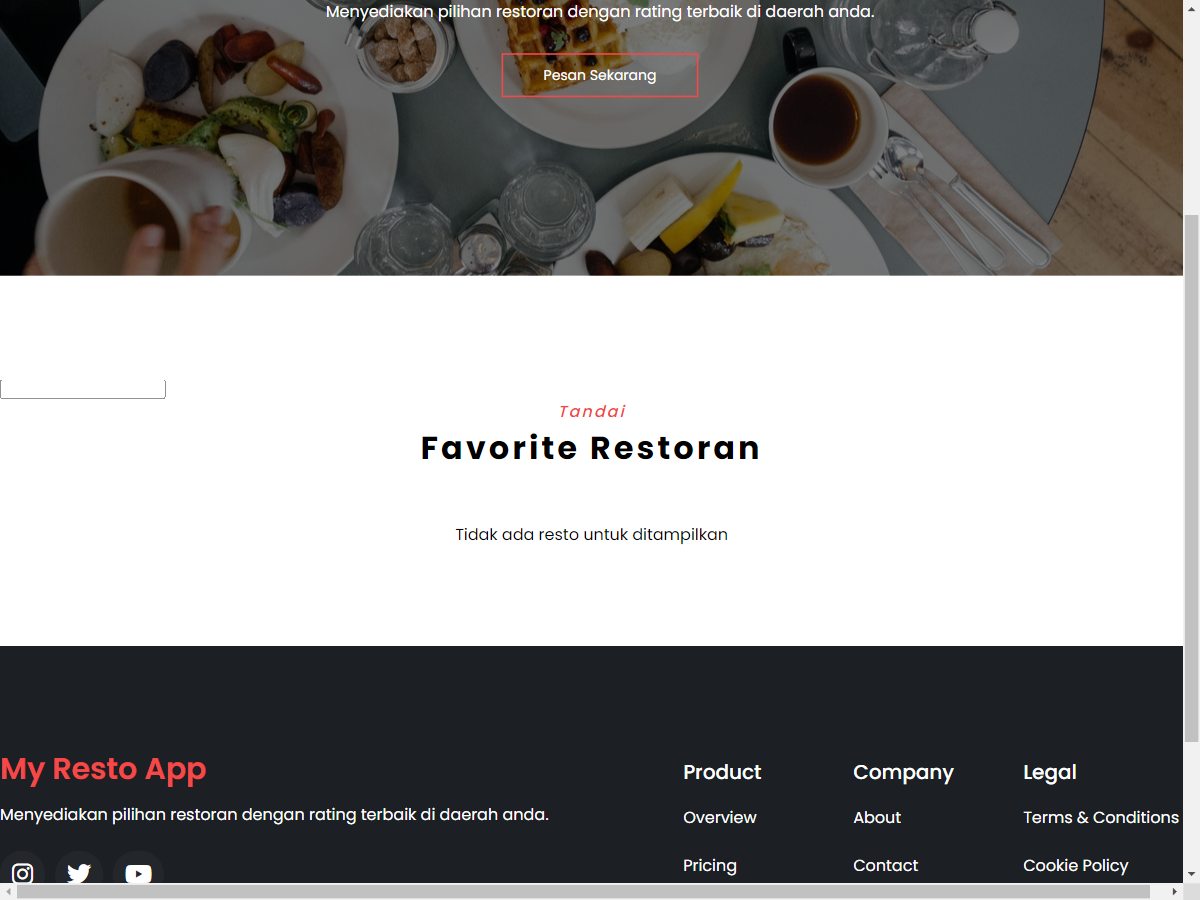 Menyediakan pilihan restoran dengan rating terbaik di daerah anda.
Pesan Sekarang
Tandai
Favorite Restoran
Tidak ada resto untuk ditampilkan
My Resto App
Menyediakan pilihan restoran dengan rating terbaik di daerah anda.
Product
Overview
Pricing
Company
About
Contact
Legal
Terms & Conditions
Cookie Policy